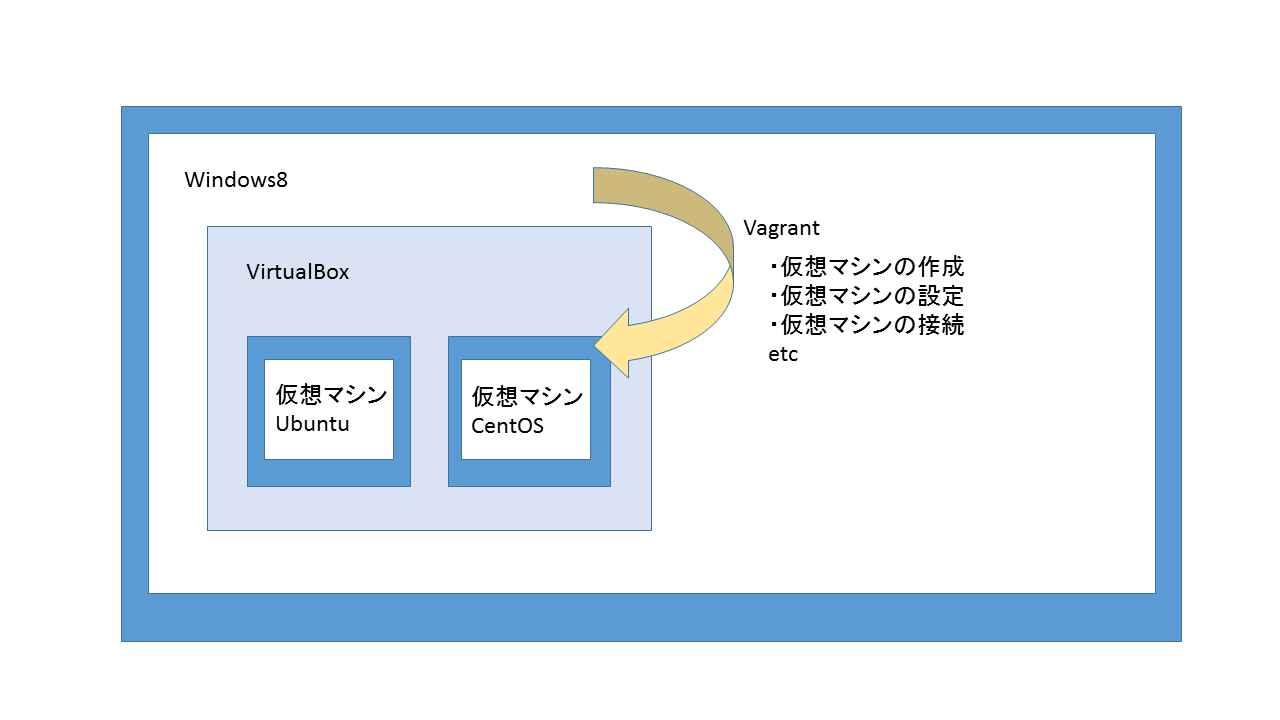 Windows8
VirtualBox
仮想マシン
Ubuntu
仮想マシン
CentOS
Vagrant
・仮想マシンの作成
・仮想マシンの設定
・仮想マシンの接続
etc